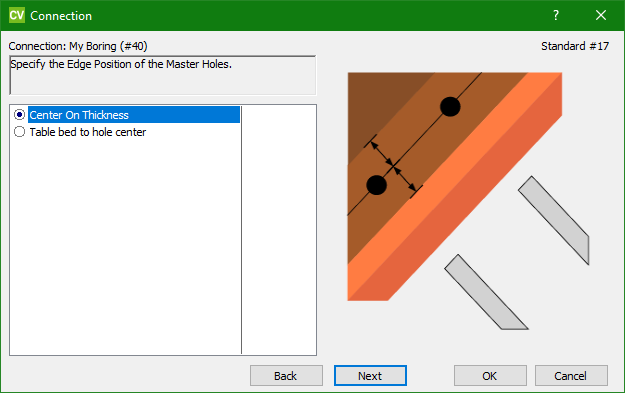 CV Connection ?
Connection: My Boring (#40) Standard #17
Specify the Edge Position of the Master Holes.
Center On Thickness
Table bed to hole center
Back Next OK Cancel